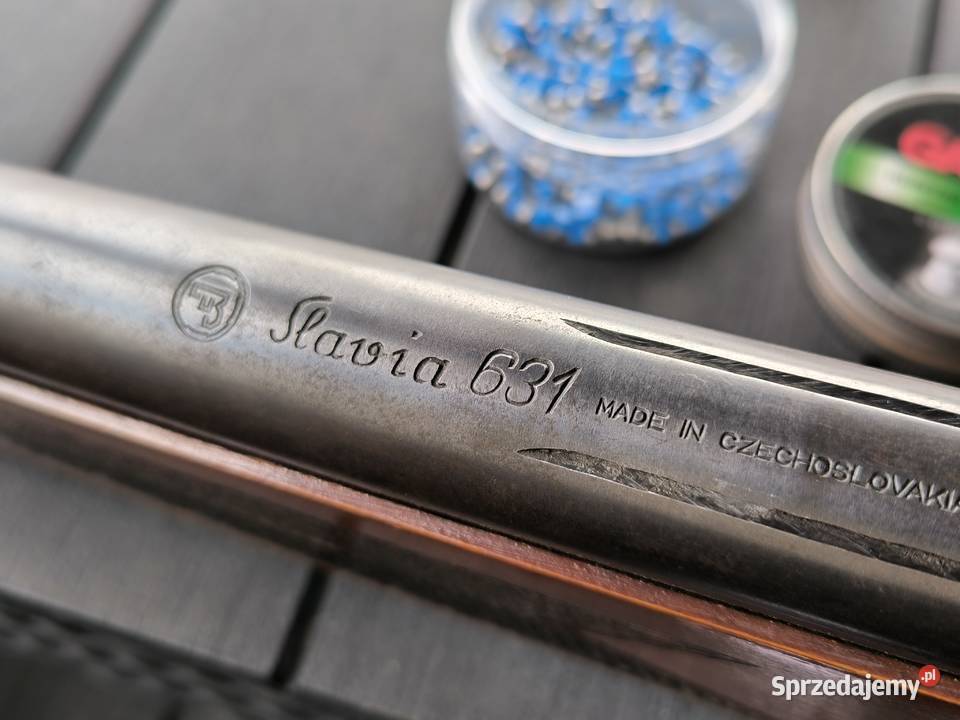 Slavia 631
MADE IN CZECHOSLOVAKIA
Sprzedajemy.pl